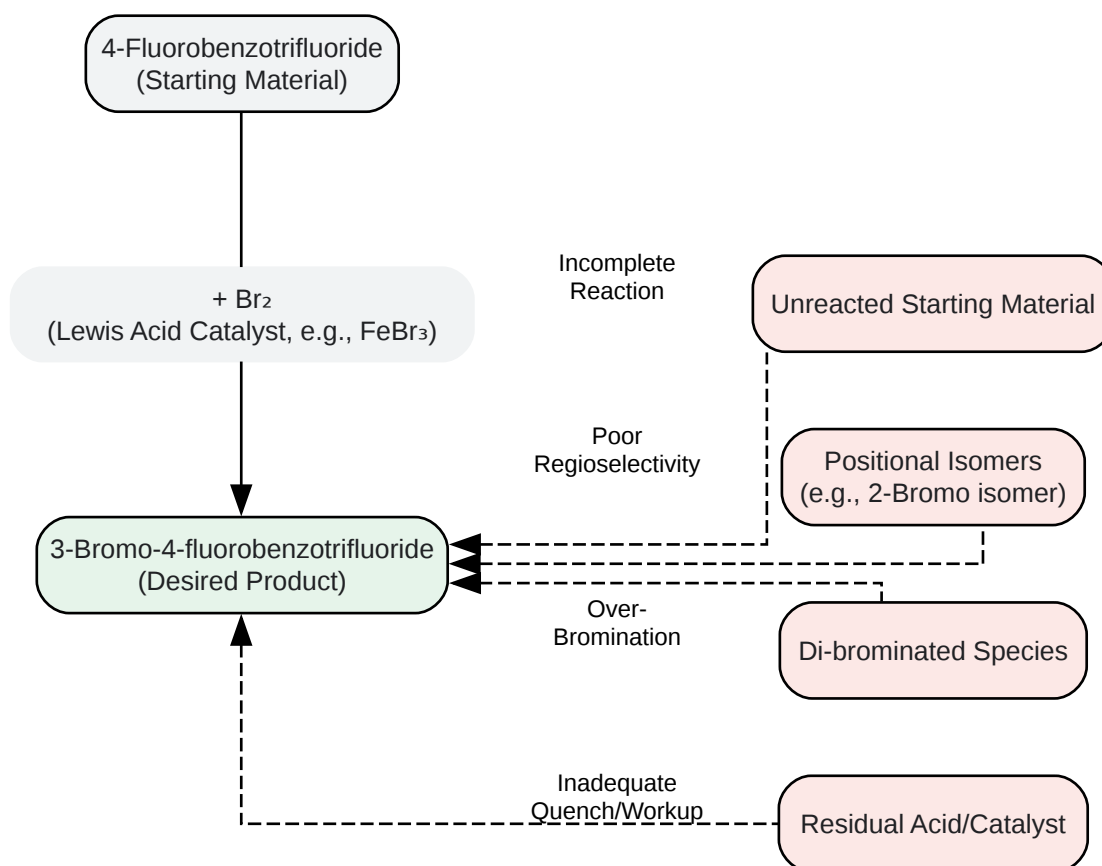 4-Fluorobenzotrifluoride
(Starting Material)
+ Br₂
(Lewis Acid Catalyst, e.g., FeBr₃)
Incomplete
Reaction
Unreacted Starting Material
Poor
Regioselectivity
Positional Isomers
(e.g., 2-Bromo isomer)
3-Bromo-4-fluorobenzotrifluoride
(Desired Product)
Over-
Bromination
Di-brominated Species
Inadequate
Quench/Workup
Residual Acid/Catalyst